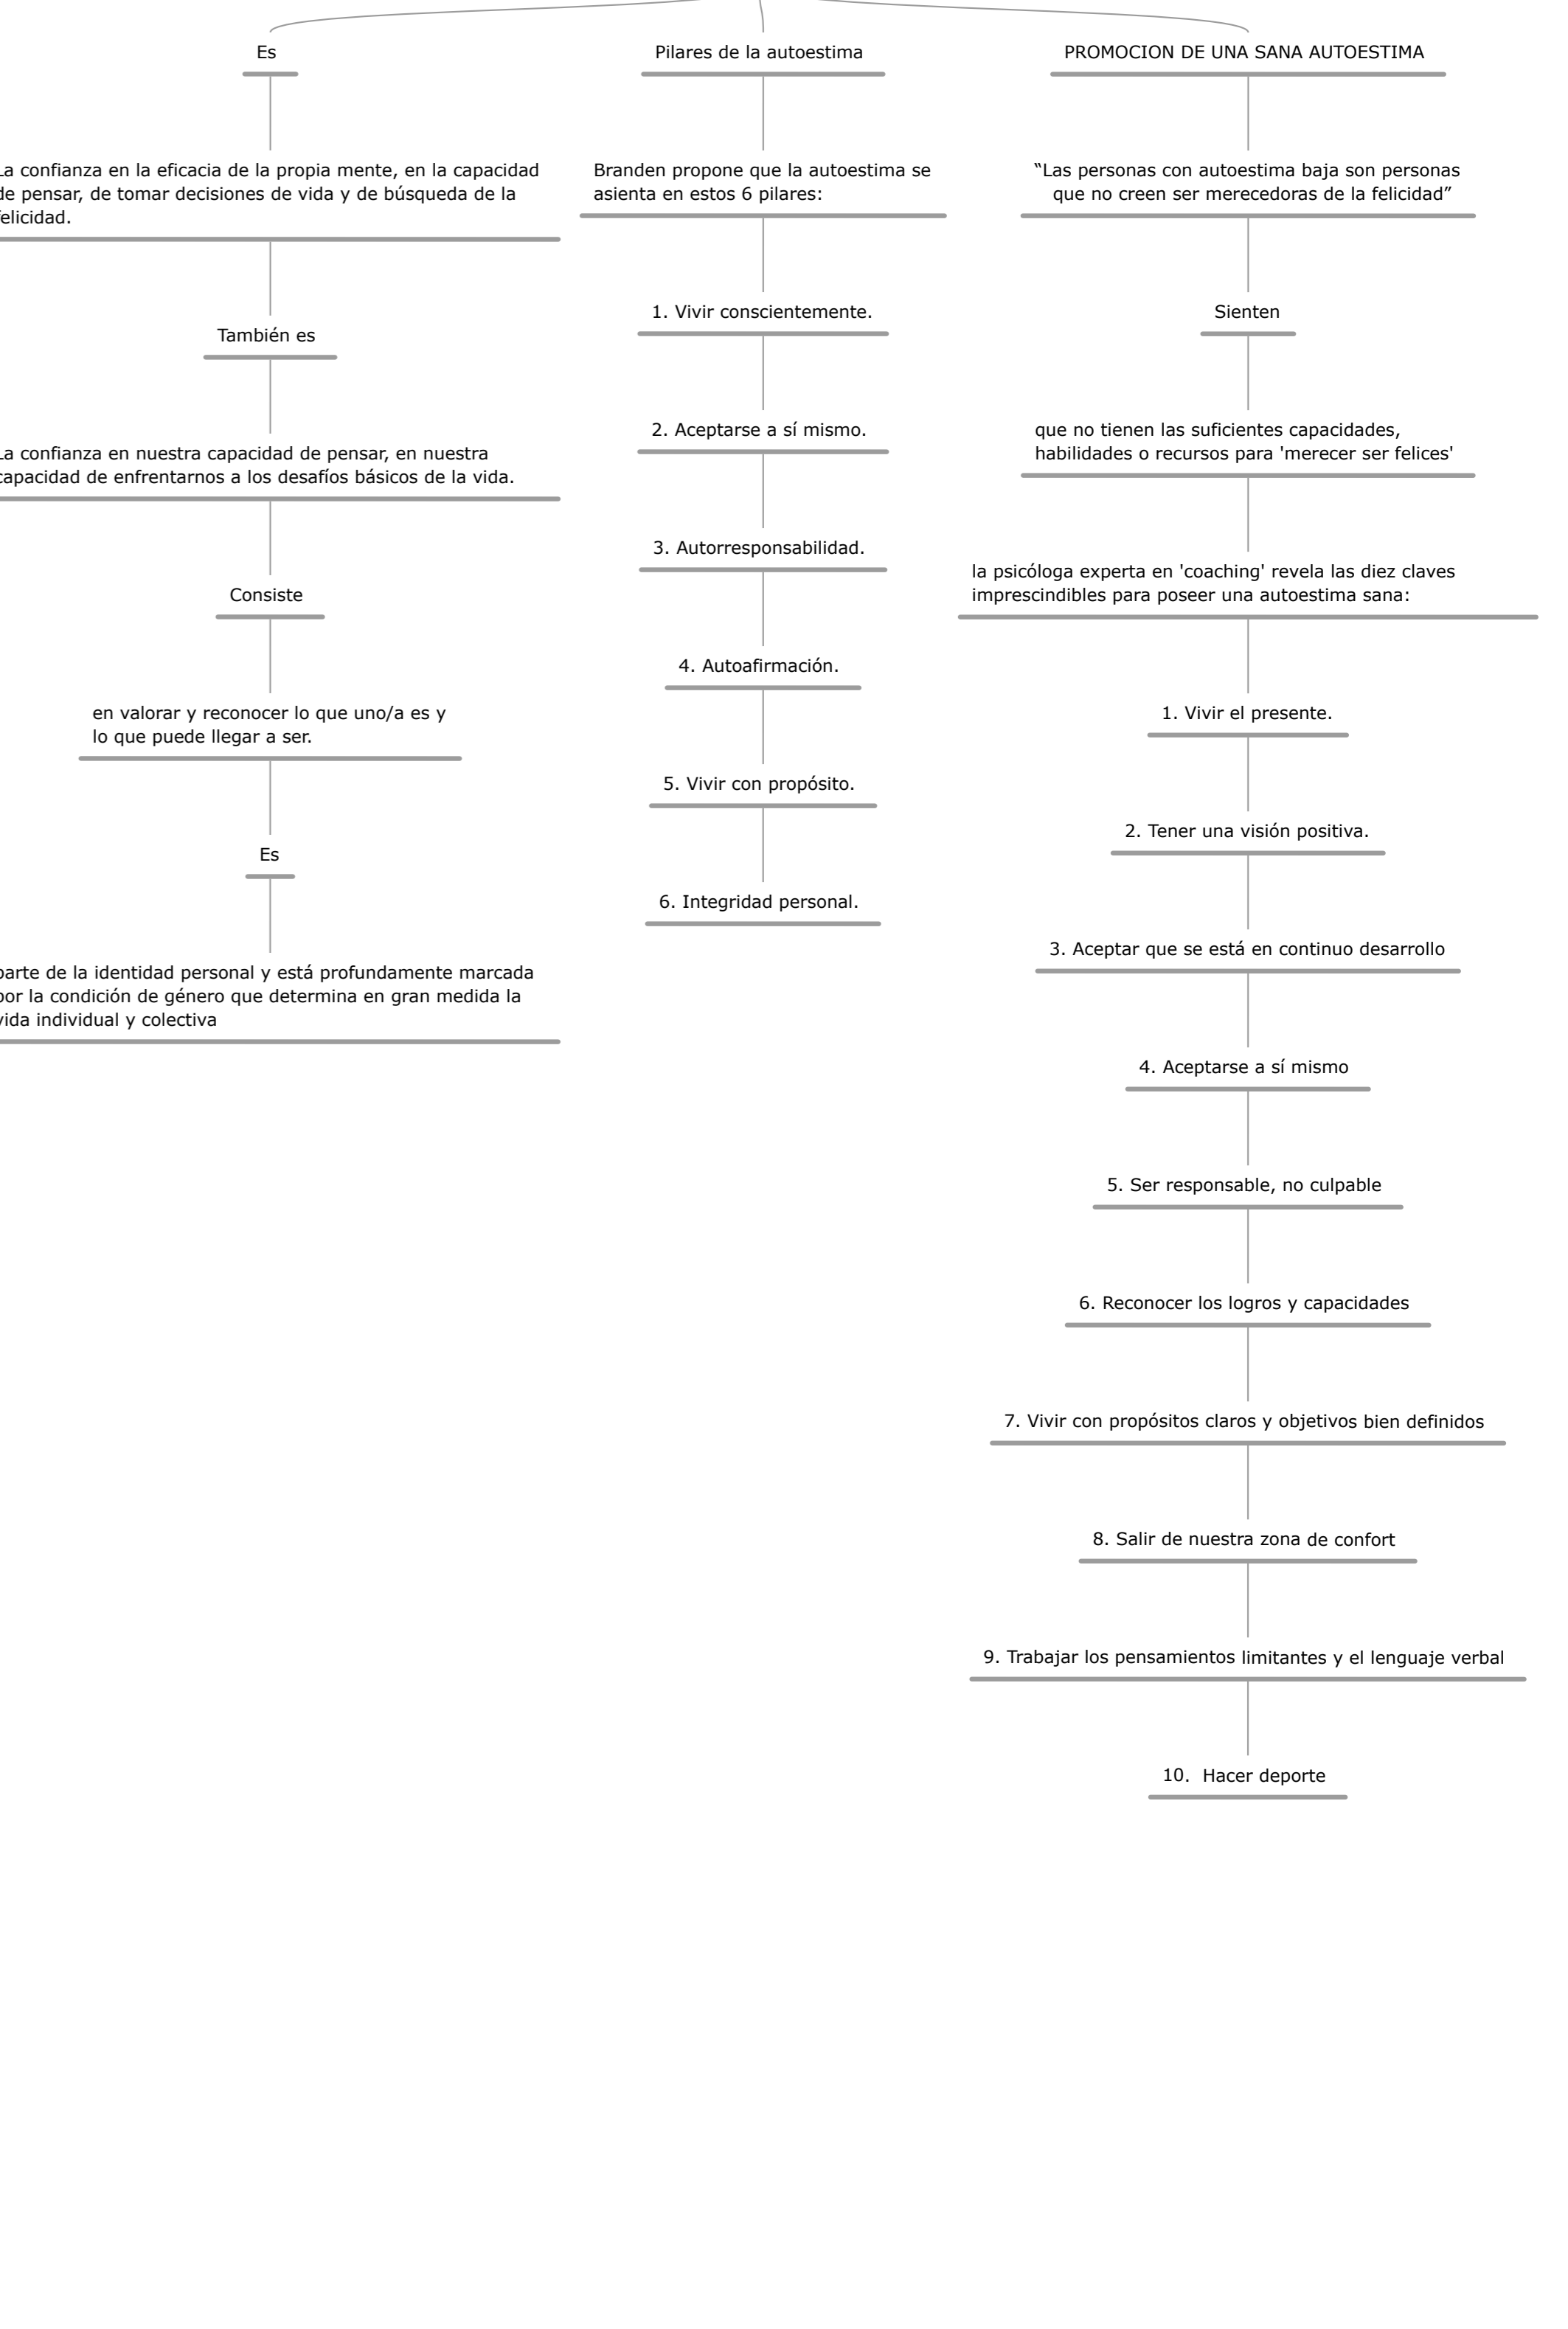 Es
La confianza en la eficacia de la propia mente, en la capacidad
de pensar, de tomar decisiones de vida y de búsqueda de la
felicidad.
También es
La confianza en nuestra capacidad de pensar, en nuestra
capacidad de enfrentarnos a los desafíos básicos de la vida.
Consiste
en valorar y reconocer lo que uno/a es y
lo que puede llegar a ser.
Es
parte de la identidad personal y está profundamente marcada
por la condición de género que determina en gran medida la
vida individual y colectiva
Pilares de la autoestima
Branden propone que la autoestima se
asienta en estos 6 pilares:
1. Vivir conscientemente.
2. Aceptarse a sí mismo.
3. Autorresponsabilidad.
4. Autoafirmación.
5. Vivir con propósito.
6. Integridad personal.
PROMOCION DE UNA SANA AUTOESTIMA
“Las personas con autoestima baja son personas
que no creen ser merecedoras de la felicidad”
Sienten
que no tienen las suficientes capacidades,
habilidades o recursos para 'merecer ser felices'
la psicóloga experta en 'coaching' revela las diez claves
imprescindibles para poseer una autoestima sana:
1. Vivir el presente.
2. Tener una visión positiva.
3. Aceptar que se está en continuo desarrollo
4. Aceptarse a sí mismo
5. Ser responsable, no culpable
6. Reconocer los logros y capacidades
7. Vivir con propósitos claros y objetivos bien definidos
8. Salir de nuestra zona de confort
9. Trabajar los pensamientos limitantes y el lenguaje verbal
10. Hacer deporte